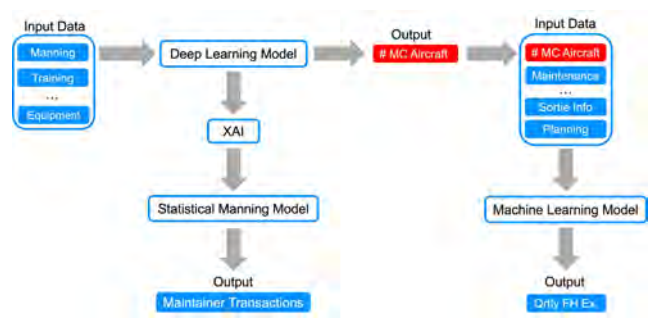 Input Data
Manning
Training
...
Equipment
Deep Learning Model
XAI
Statistical Manning Model
Output
Maintainer Transactions
Output
# MC Aircraft
Input Data
# MC Aircraft
Maintenance
...
Sortie Info
Planning
Machine Learning Model
Output
Qrtly FH Ex.